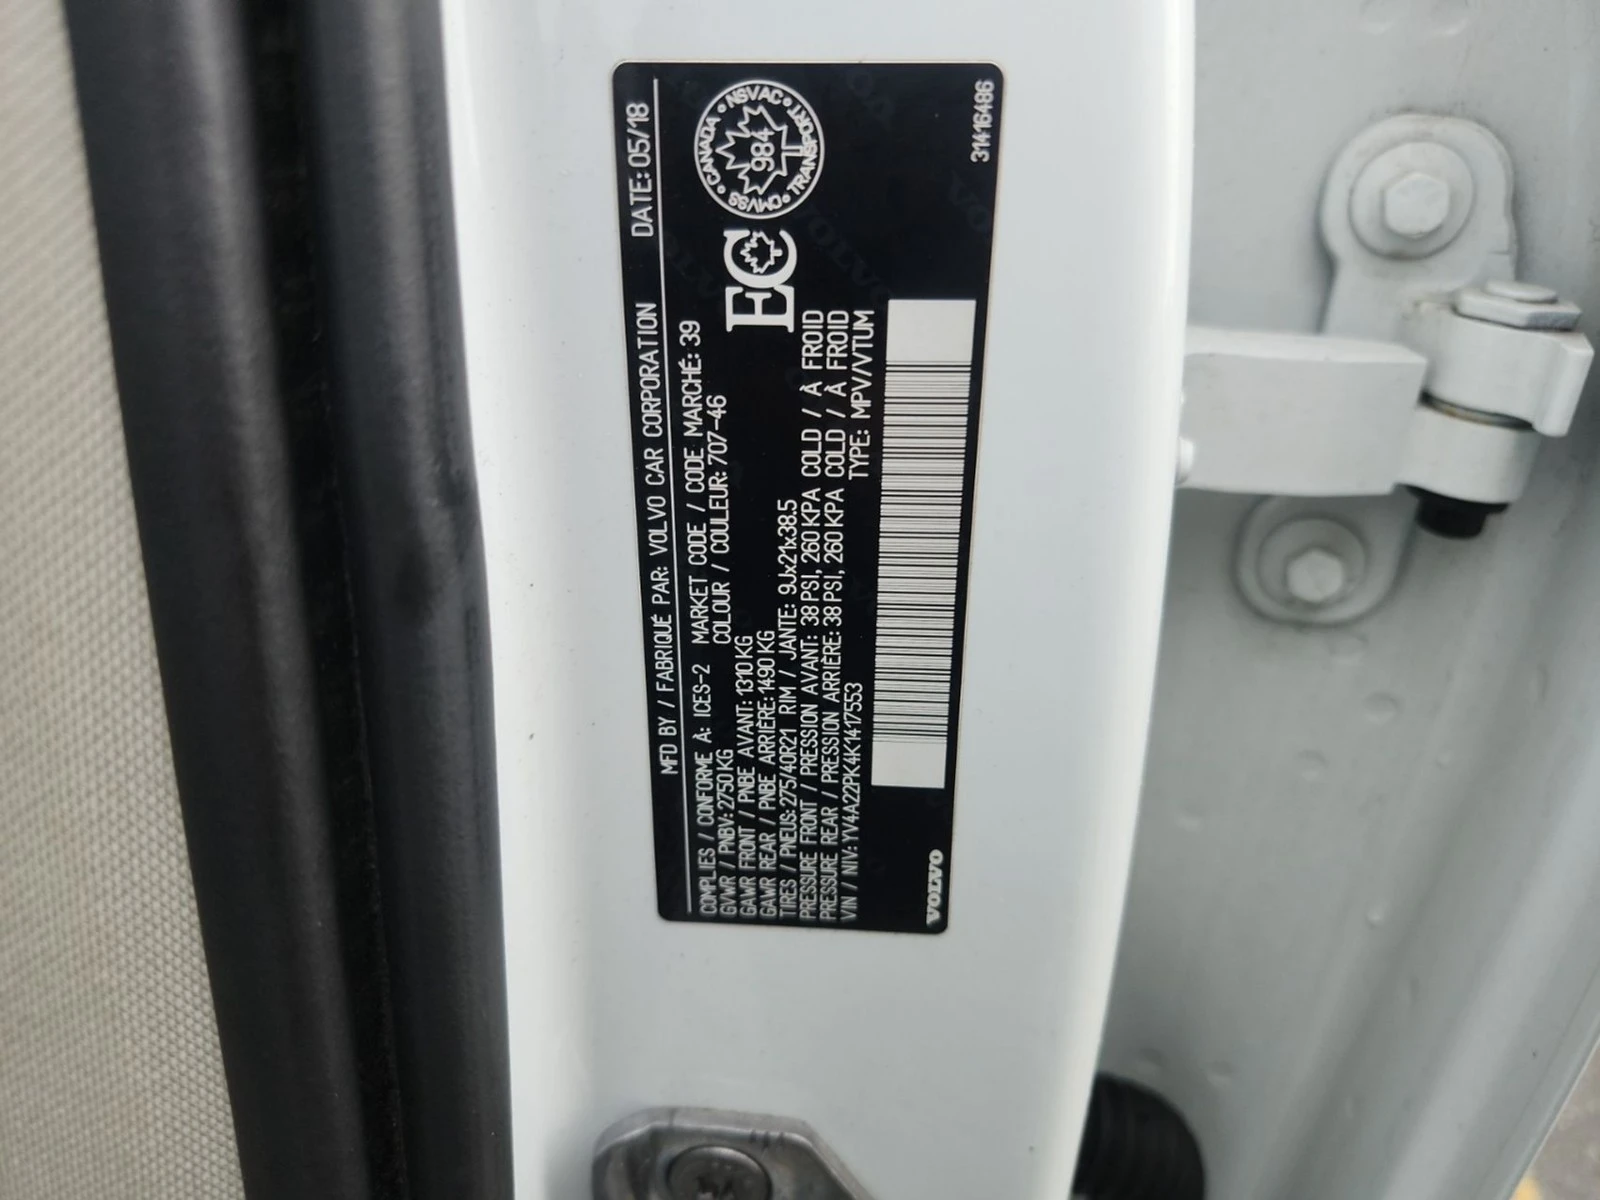 MFD BY / FABRIQUÉ PAR: VOLVO CAR CORPORATION DATE: 05/18
COMPLIES / CONFORME À: ICES-2 MARKET CODE / CODE MARCHÉ: 39
GVWR / PNBV: 2750 KG COLOUR / COULEUR: 707-46
GAWR FRONT / PNBE AVANT: 1310 KG
GAWR REAR / PNBE ARRIÈRE: 1490 KG
TIRES / PNEUS: 275/40R21 RIM / JANTE: 9Jx21x38.5
PRESSURE FRONT / PRESSION AVANT: 38 PSI, 260 KPA COLD / À FROID
PRESSURE REAR / PRESSION ARRIÈRE: 38 PSI, 260 KPA COLD / À FROID
VIN / NIV: YV4A22PK4K1417553 TYPE: MPV/VTUM
EC
CANADA • NSVAC • TRANSPORT • CMVSS •
984
VOLVO
31416486